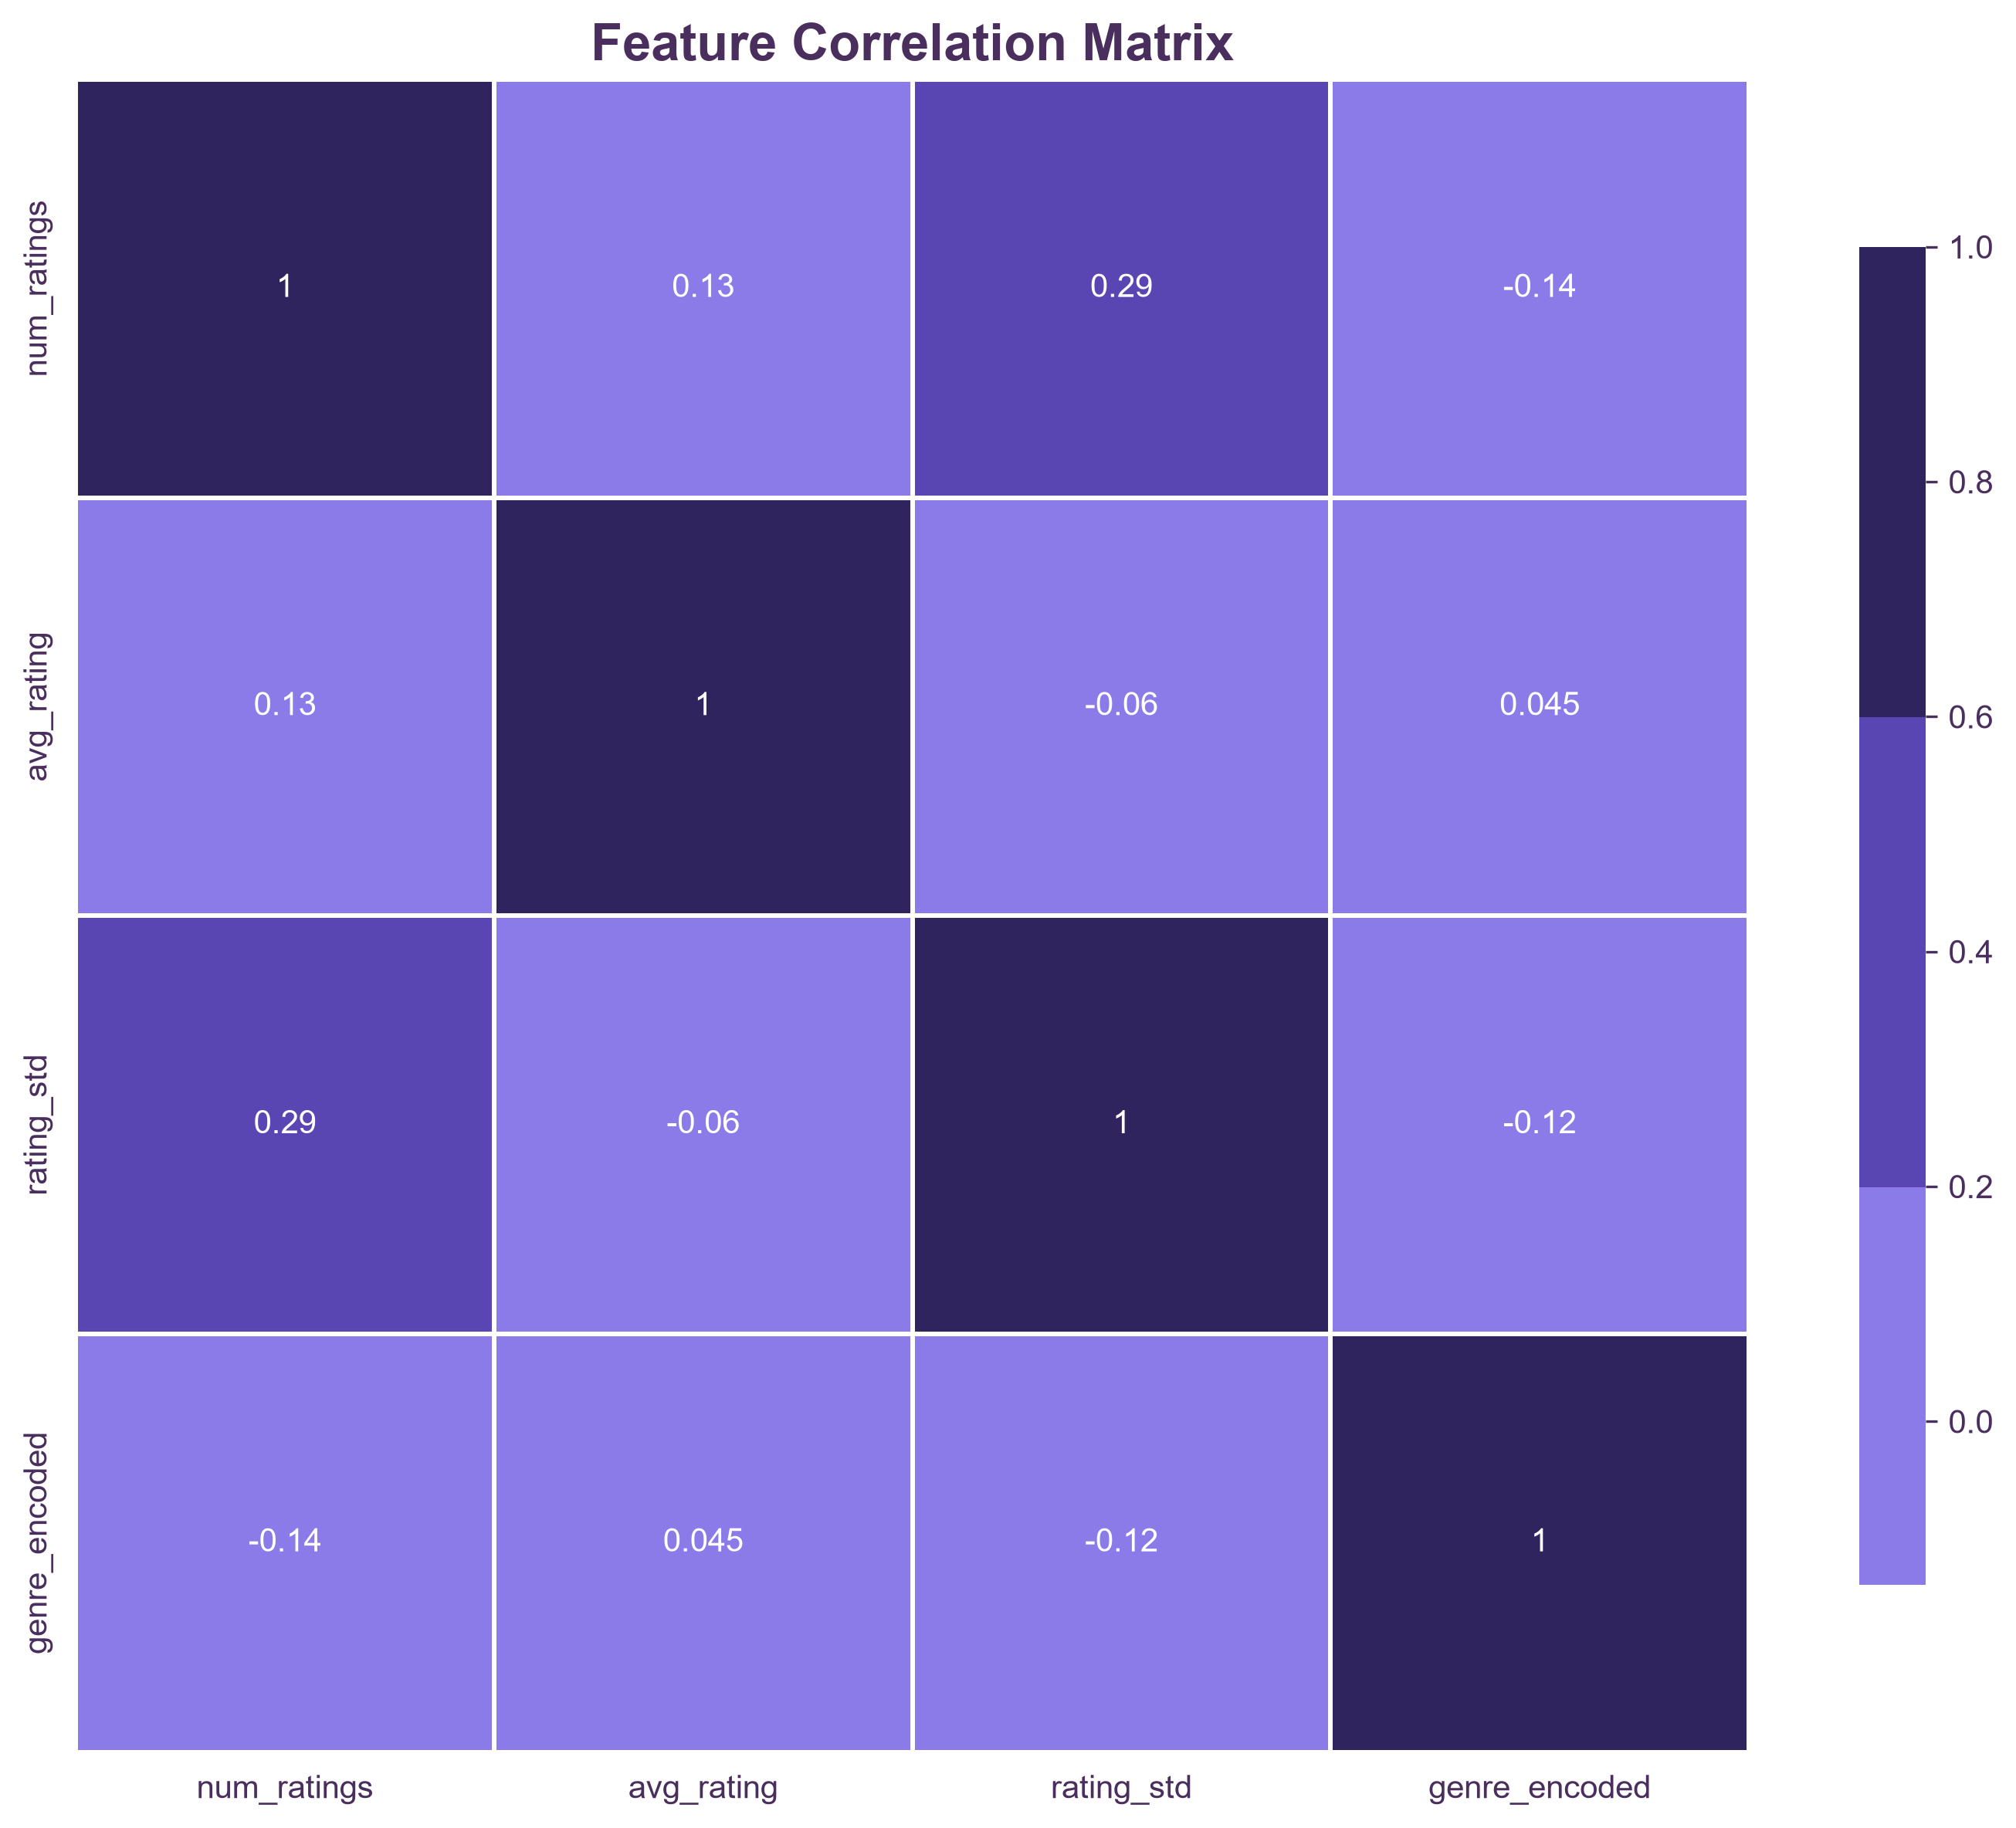 Feature Correlation Matrix
num_ratings
1 0.13 0.29 -0.14
avg_rating
0.13 1 -0.06 0.045
rating_std
0.29 -0.06 1 -0.12
genre_encoded
-0.14 0.045 -0.12 1
num_ratings avg_rating rating_std genre_encoded
1.0
0.8
0.6
0.4
0.2
0.0